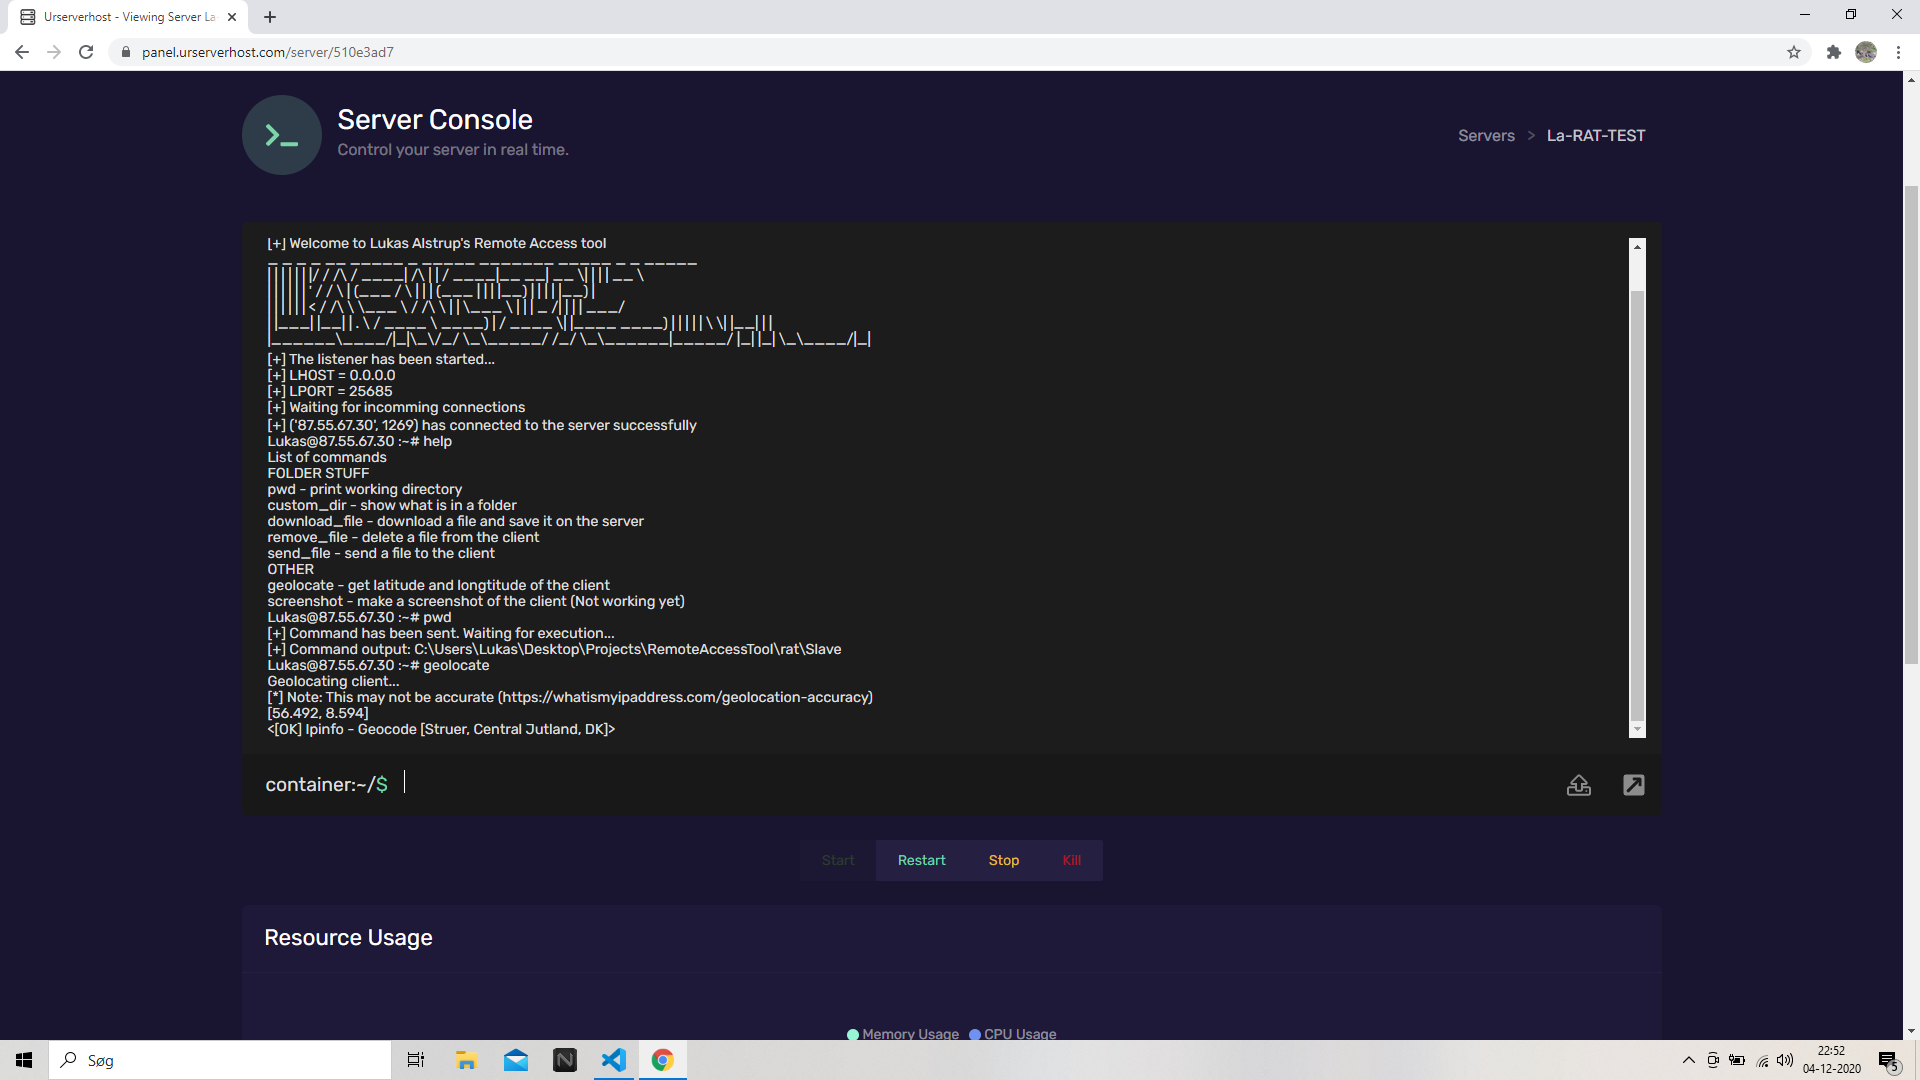 Urserverhost - Viewing Server La
panel.urserverhost.com/server/510e3ad7
Server Console
Control your server in real time.
Servers > La-RAT-TEST
[+] Welcome to Lukas Alstrup's Remote Access tool
[+] The listener has been started...
[+] LHOST = 0.0.0.0
[+] LPORT = 25685
[+] Waiting for incomming connections
[+] ('87.55.67.30', 1269) has connected to the server successfully
Lukas@87.55.67.30 :~# help
List of commands
FOLDER STUFF
pwd - print working directory
custom_dir - show what is in a folder
download_file - download a file and save it on the server
remove_file - delete a file from the client
send_file - send a file to the client
OTHER
geolocate - get latitude and longtitude of the client
screenshot - make a screenshot of the client (Not working yet)
Lukas@87.55.67.30 :~# pwd
[+] Command has been sent. Waiting for execution...
[+] Command output: C:\Users\Lukas\Desktop\Projects\RemoteAccessTool\rat\Slave
Lukas@87.55.67.30 :~# geolocate
Geolocating client...
[*] Note: This may not be accurate (https://whatismyipaddress.com/geolocation-accuracy)
[56.492, 8.594]
<[OK] Ipinfo - Geocode [Struer, Central Jutland, DK]>
container:~/$
Start Restart Stop Kill
Resource Usage
Memory Usage CPU Usage
Søg
22:52
04-12-2020
5